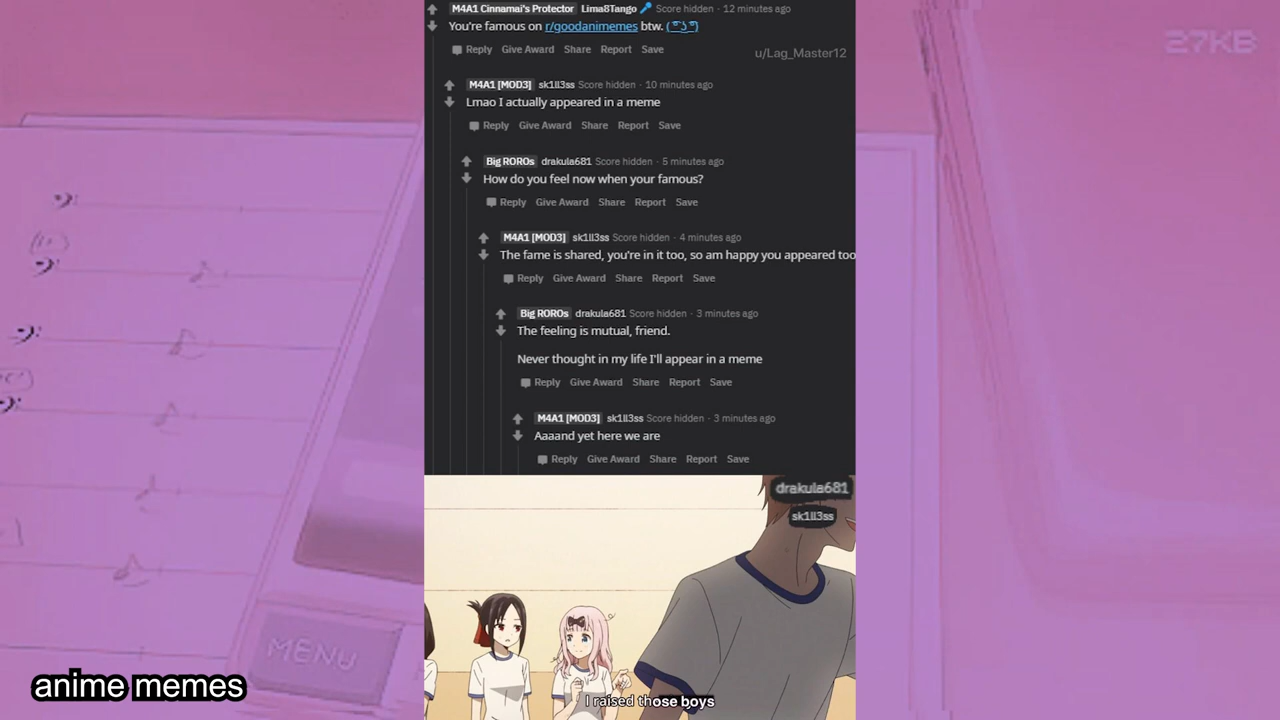 M4A1 Cinnamai's Protector Lima8Tango 🎤 Score hidden · 12 minutes ago
You're famous on r/goodanimemes btw. ( ͡° ͜ʖ ͡°)
Reply Give Award Share Report Save
u/Lag_Master12
27KB
M4A1 [MOD3] sk1ll3ss Score hidden · 10 minutes ago
Lmao I actually appeared in a meme
Reply Give Award Share Report Save
Big ROROs drakula681 Score hidden · 5 minutes ago
How do you feel now when your famous?
Reply Give Award Share Report Save
M4A1 [MOD3] sk1ll3ss Score hidden · 4 minutes ago
The fame is shared, you're in it too, so am happy you appeared too
Reply Give Award Share Report Save
Big ROROs drakula681 Score hidden · 3 minutes ago
The feeling is mutual, friend.
Never thought in my life I'll appear in a meme
Reply Give Award Share Report Save
M4A1 [MOD3] sk1ll3ss Score hidden · 3 minutes ago
Aaaand yet here we are
Reply Give Award Share Report Save
drakula681
sk1ll3ss
I raised those boys
MENU
anime memes